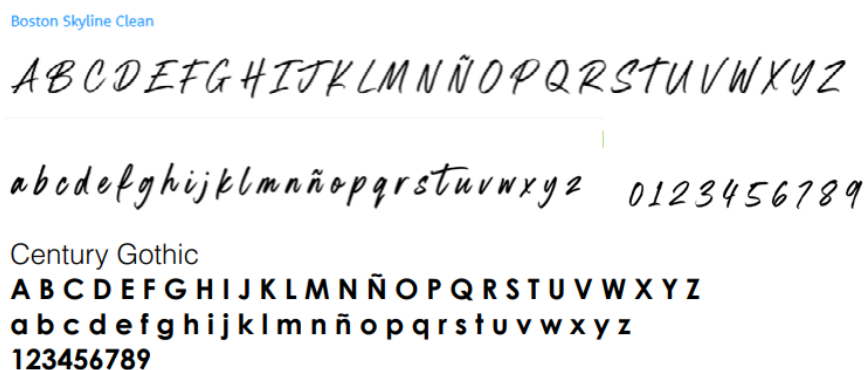 Boston Skyline Clean
A B C D E F G H I J K L M N Ñ O P Q R S T U V W X Y Z
a b c d e f g h i j k l m n ñ o p q r s t u v w x y z 0 1 2 3 4 5 6 7 8 9
Century Gothic
A B C D E F G H I J K L M N Ñ O P Q R S T U V W X Y Z
a b c d e f g h i j k l m n ñ o p q r s t u v w x y z
123456789